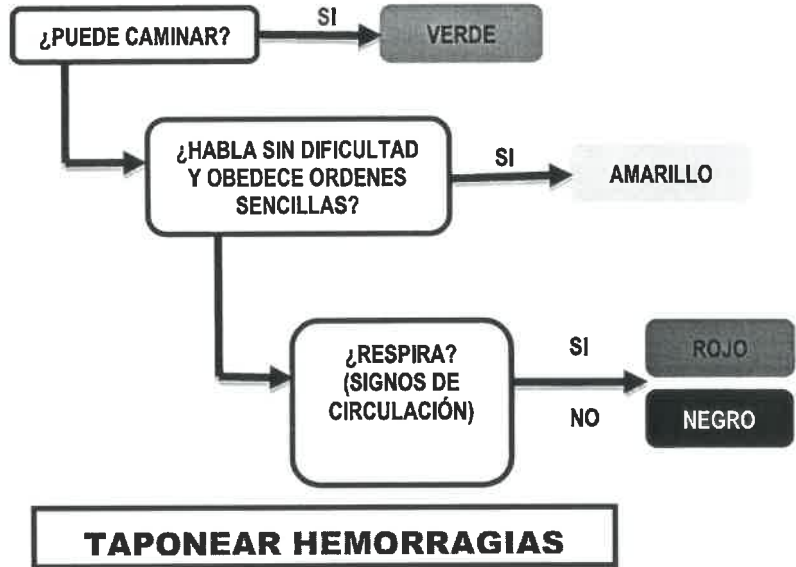 ¿PUEDE CAMINAR?
SI
VERDE
¿HABLA SIN DIFICULTAD
Y OBEDECE ORDENES
SENCILLAS?
SI
AMARILLO
¿RESPIRA?
(SIGNOS DE
CIRCULACIÓN)
SI
ROJO
NO
NEGRO
TAPONEAR HEMORRAGIAS